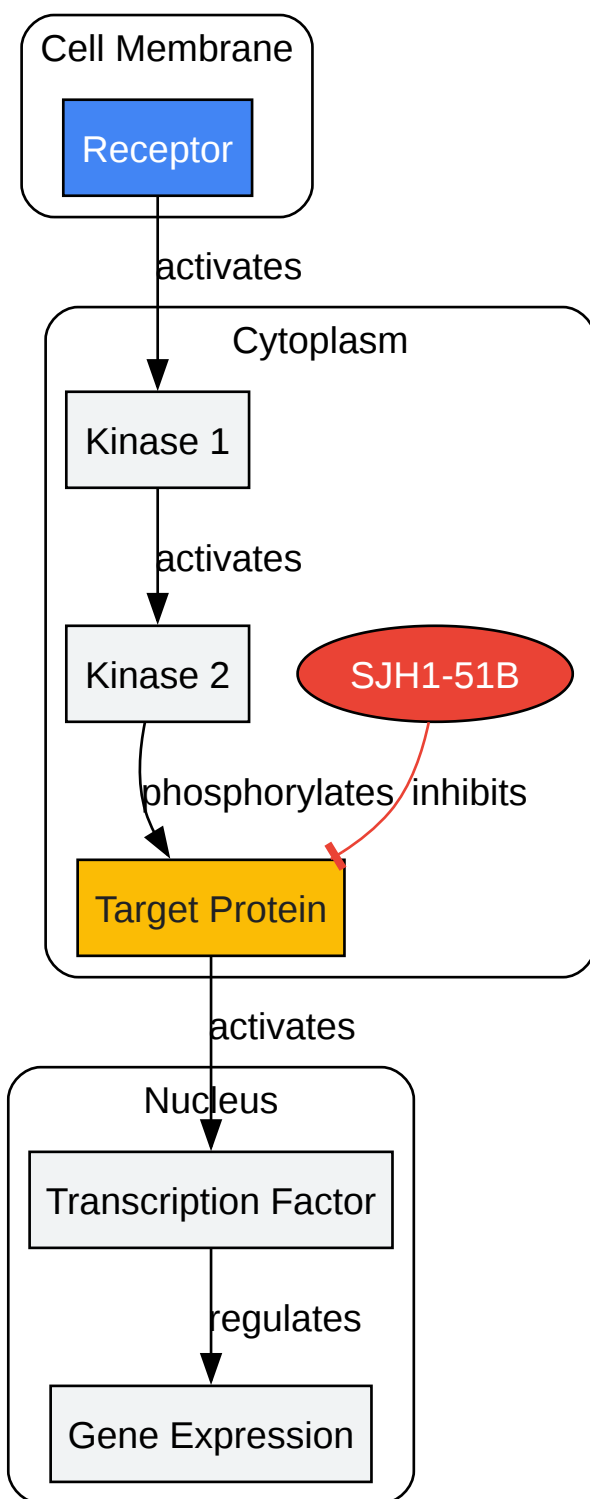 Cell Membrane
Receptor
activates
Cytoplasm
Kinase 1
activates
Kinase 2
SJH1-51B
phosphorylates
inhibits
Target Protein
activates
Nucleus
Transcription Factor
regulates
Gene Expression